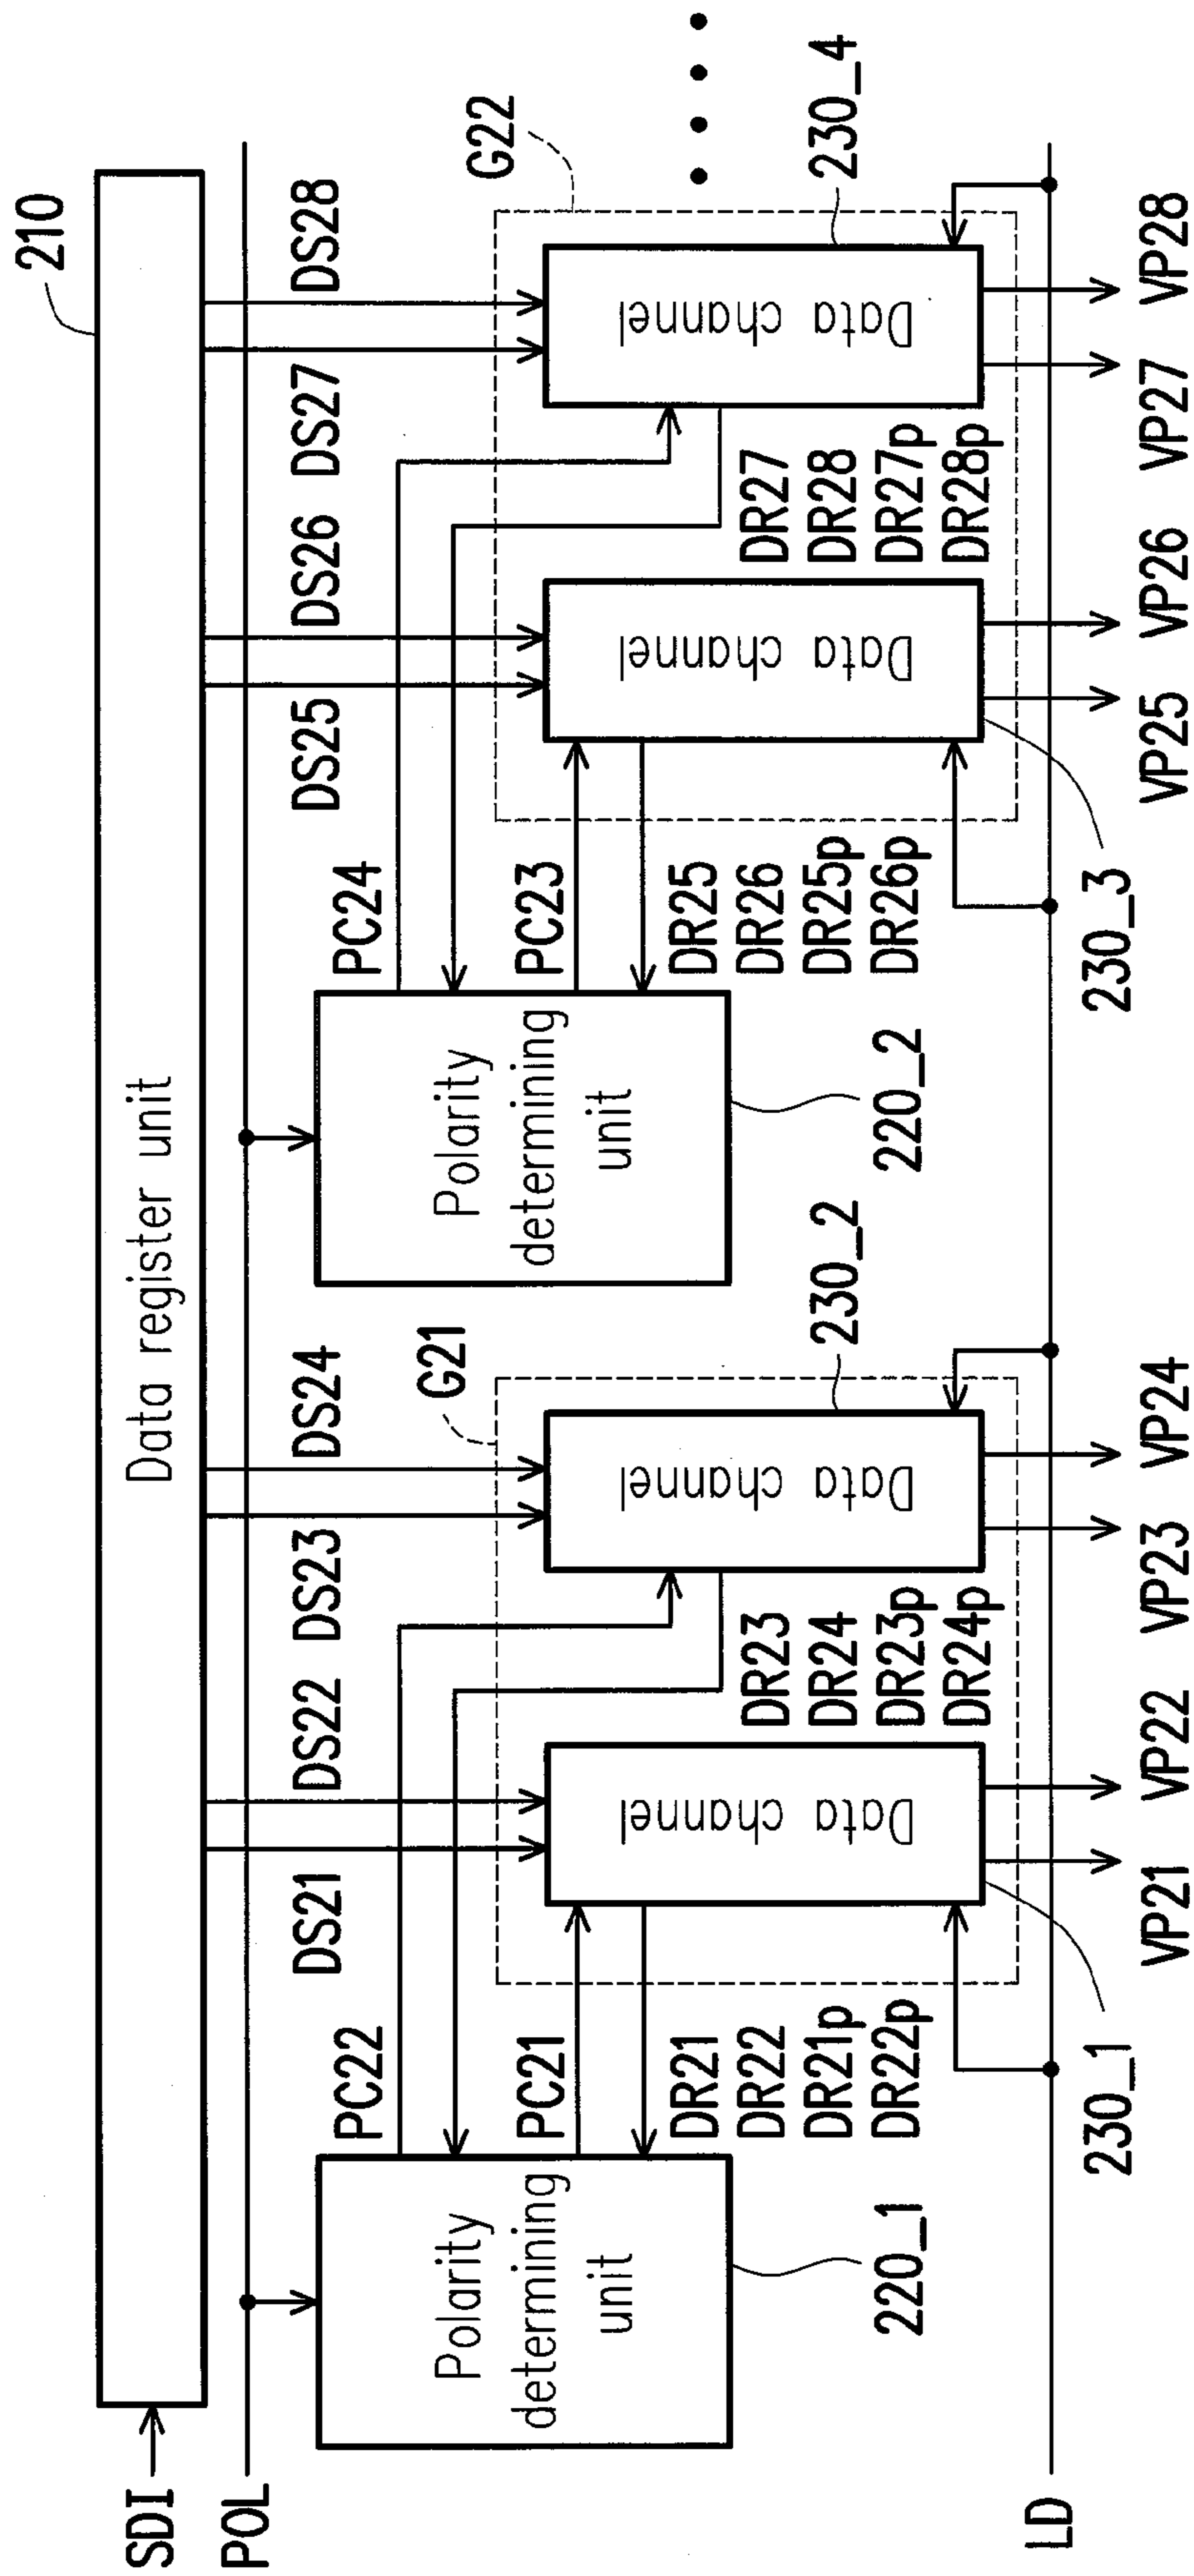 210
SDI
Data register unit
POL
DS21
DS22
DS23
DS24
DS25
DS26
DS27
DS28
PC22
G21
PC24
G22
Polarity
determining
unit
220_1
PC21
DR21
DR22
DR21p
DR22p
Data channel
230_1
DR23
DR24
DR23p
DR24p
Data channel
230_2
Polarity
determining
unit
220_2
PC23
DR25
DR26
DR25p
DR26p
Data channel
230_3
DR27
DR28
DR27p
DR28p
Data channel
230_4
LD
VP21
VP22
VP23
VP24
VP25
VP26
VP27
VP28